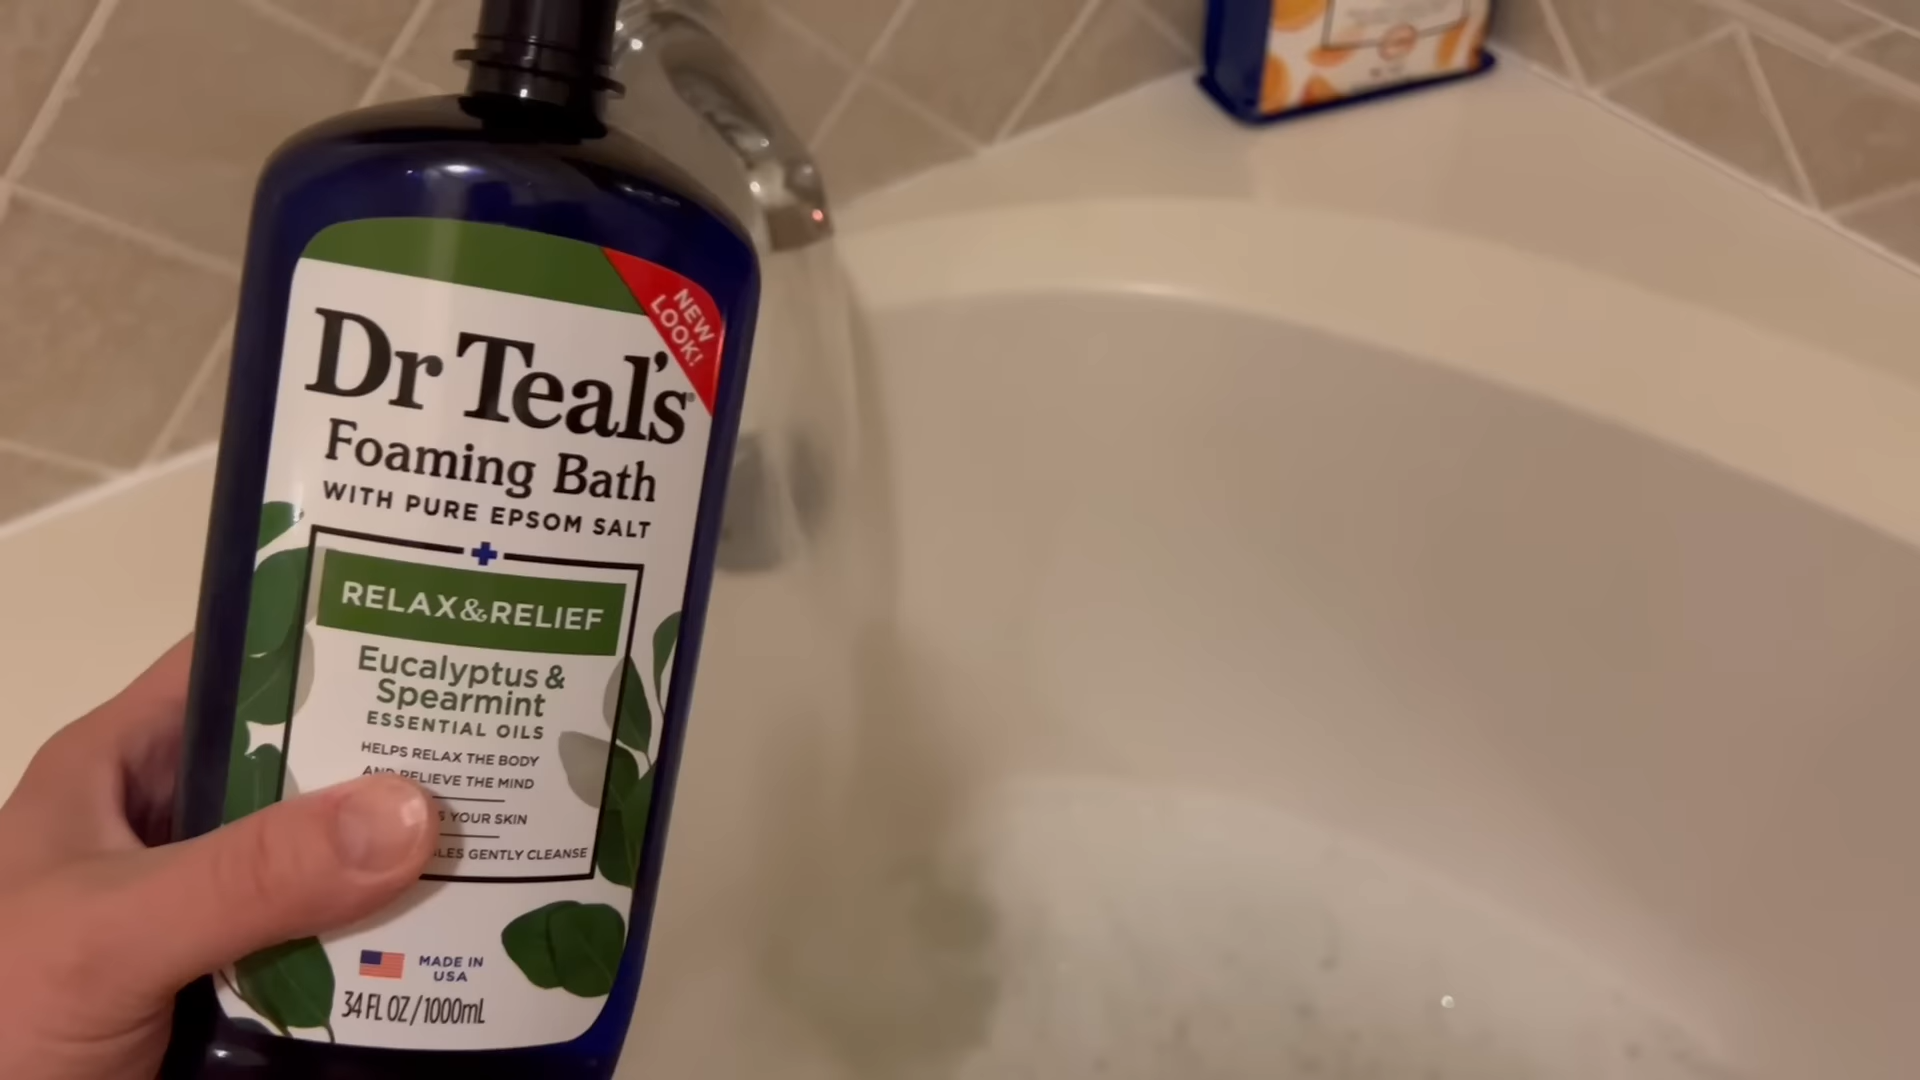 NEW
LOOK!
Dr Teal's®
Foaming Bath
WITH PURE EPSOM SALT
RELAX & RELIEF
Eucalyptus &
Spearmint
ESSENTIAL OILS
HELPS RELAX THE BODY
AND RELIEVE THE MIND
YOUR SKIN
GENTLY CLEANSE
MADE IN
USA
34 FL OZ/1000mL